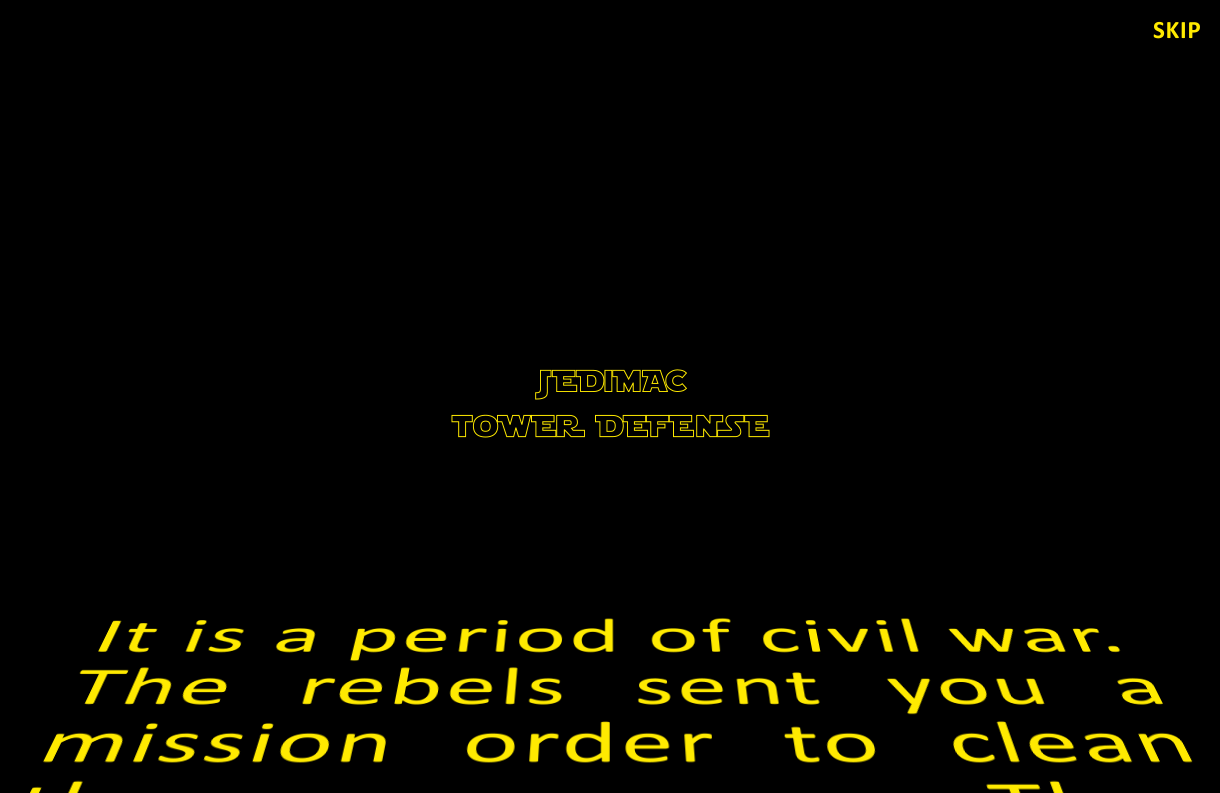 SKIP
JEDIMAC
TOWER DEFENSE
It is a period of civil war.
The rebels sent you a
mission order to clean